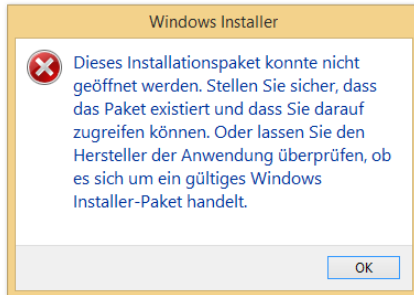 Windows Installer
Dieses Installationspaket konnte nicht
geöffnet werden. Stellen Sie sicher, dass
das Paket existiert und dass Sie darauf
zugreifen können. Oder lassen Sie den
Hersteller der Anwendung überprüfen, ob
es sich um ein gültiges Windows
Installer-Paket handelt.
OK